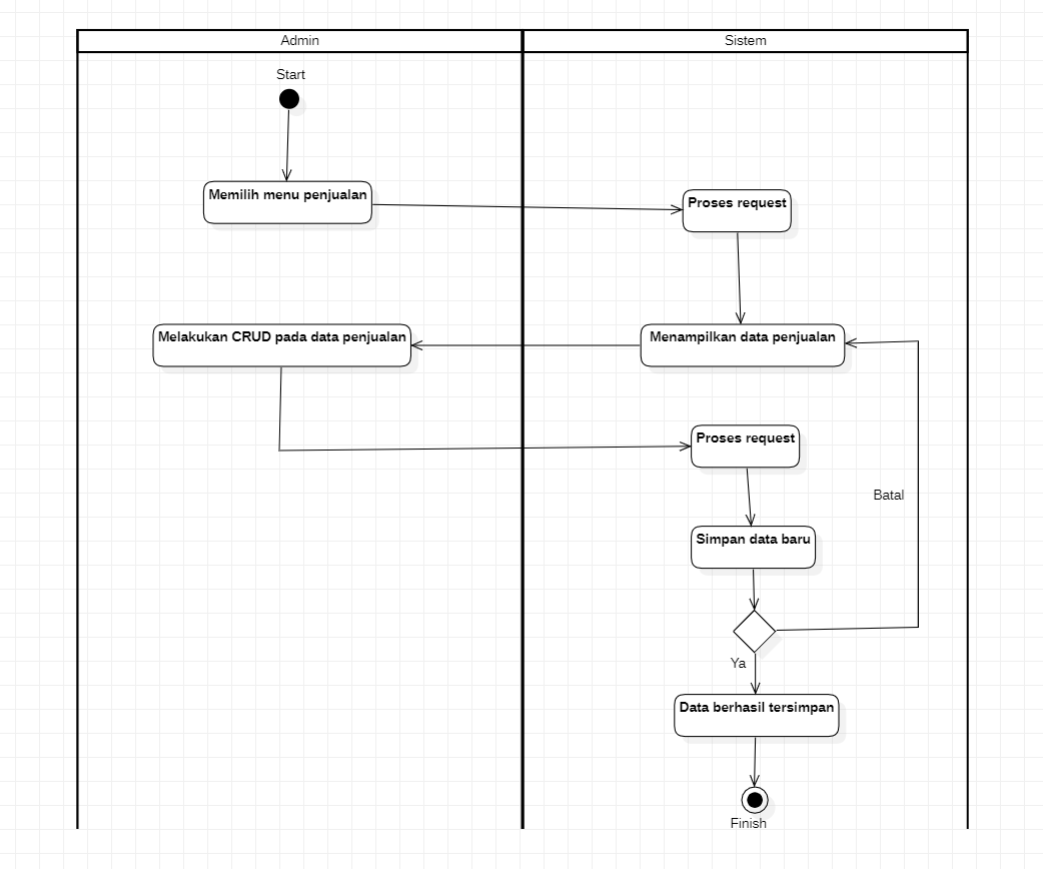 Admin
Sistem
Start
Memilih menu penjualan
Proses request
Melakukan CRUD pada data penjualan
Menampilkan data penjualan
Proses request
Batal
Simpan data baru
Ya
Data berhasil tersimpan
Finish